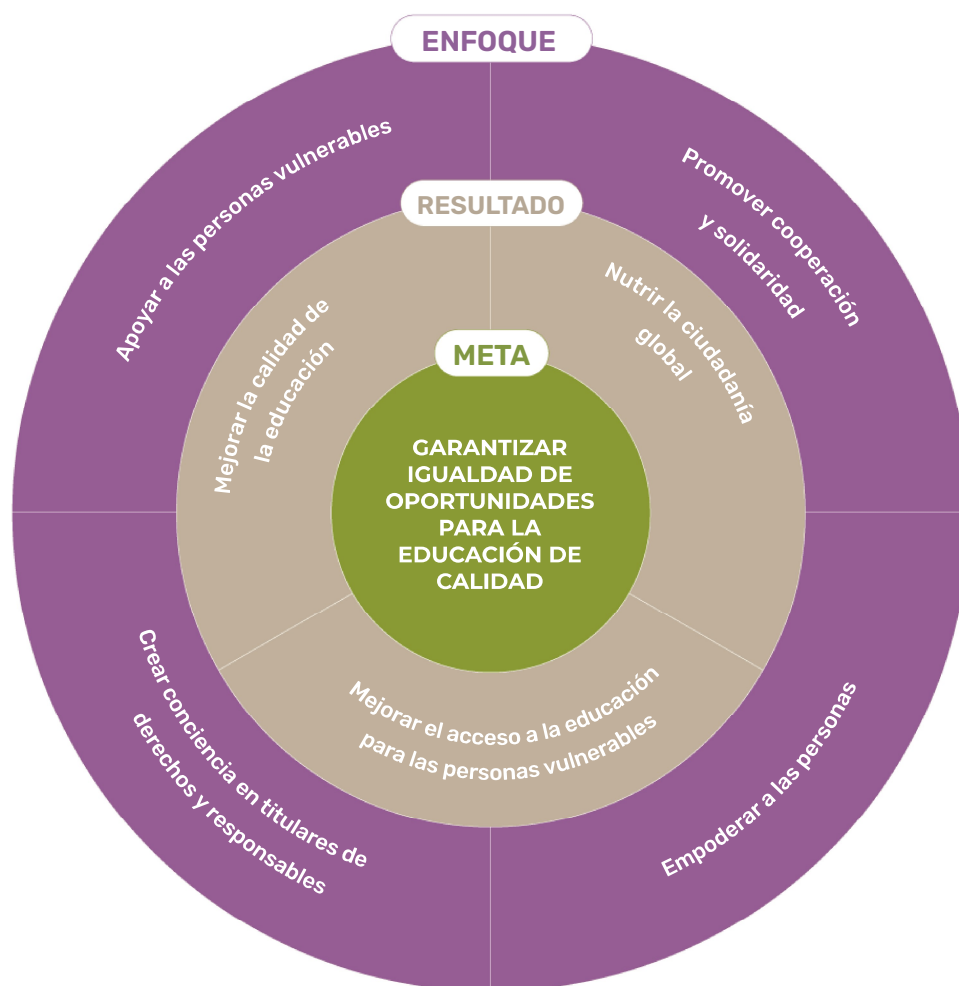 ENFOQUE
Apoyar a las personas vulnerables
Promover cooperación
y solidaridad
RESULTADO
Mejorar la calidad de
la educación
Nutrir la ciudadanía
global
META
GARANTIZAR
IGUALDAD DE
OPORTUNIDADES
PARA LA
EDUCACIÓN DE
CALIDAD
Mejorar el acceso a la educación
para las personas vulnerables
Crear conciencia en titulares de
derechos y responsables
Empoderar a las personas